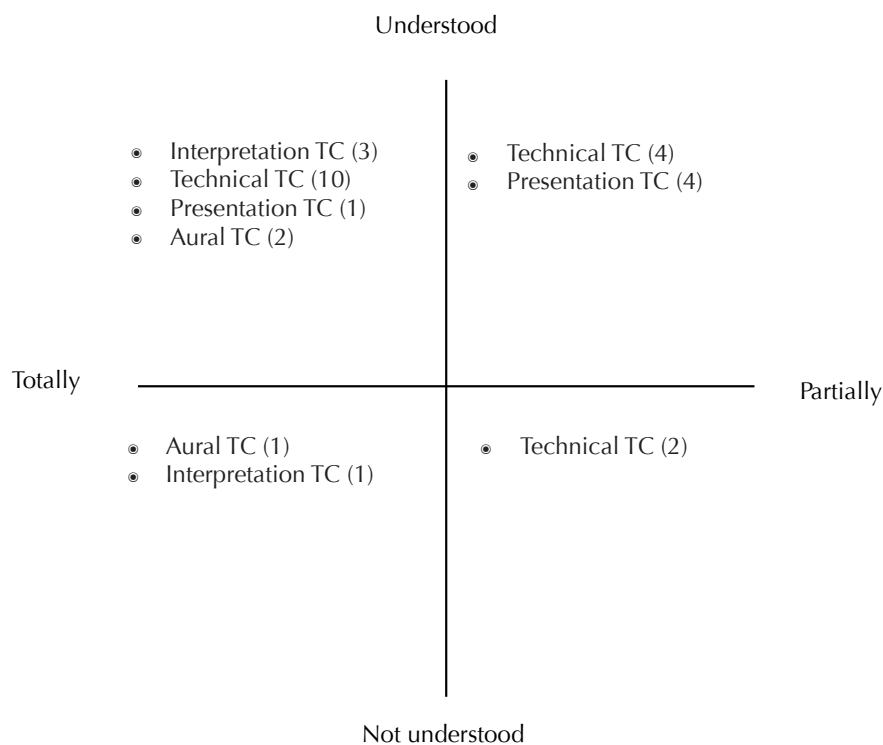 Understood
◉ Interpretation TC (3)
◉ Technical TC (10)
◉ Presentation TC (1)
◉ Aural TC (2)
◉ Technical TC (4)
◉ Presentation TC (4)
Totally
Partially
◉ Aural TC (1)
◉ Interpretation TC (1)
◉ Technical TC (2)
Not understood